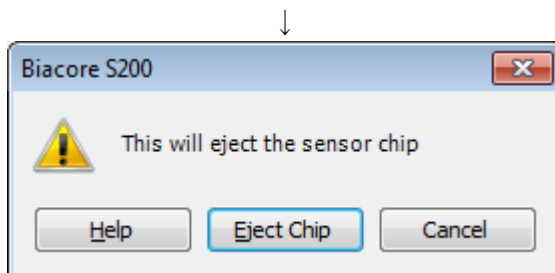 ↓
Biacore S200
This will eject the sensor chip
Help Eject Chip Cancel